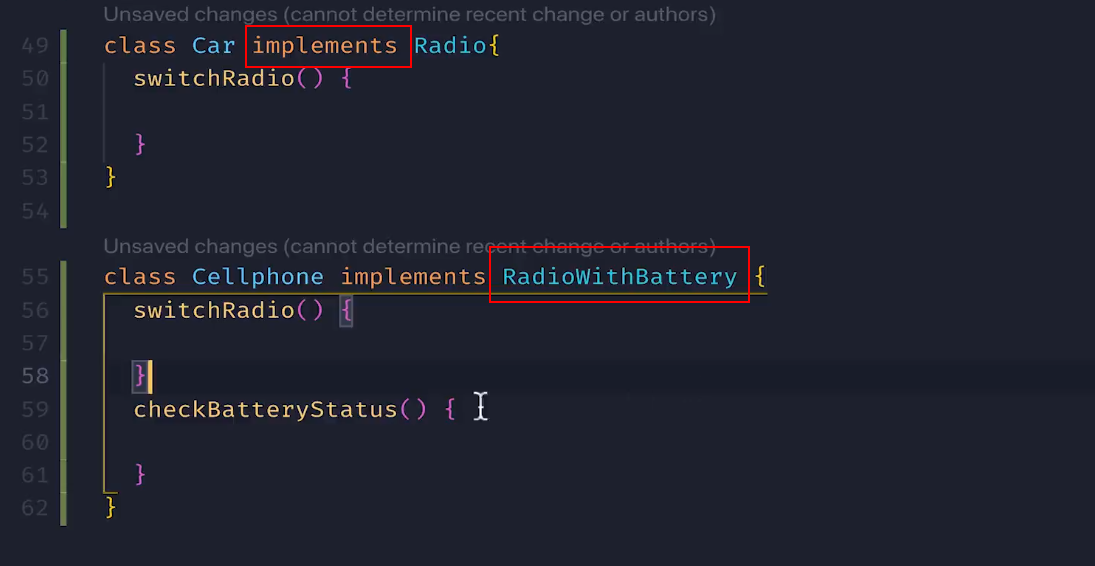 Unsaved changes (cannot determine recent change or authors)
49 class Car implements Radio{
50 switchRadio() {
51
52 }
53 }
54
Unsaved changes (cannot determine recent change or authors)
55 class Cellphone implements RadioWithBattery {
56 switchRadio() {
57
58 }
59 checkBatteryStatus() {
60
61 }
62 }